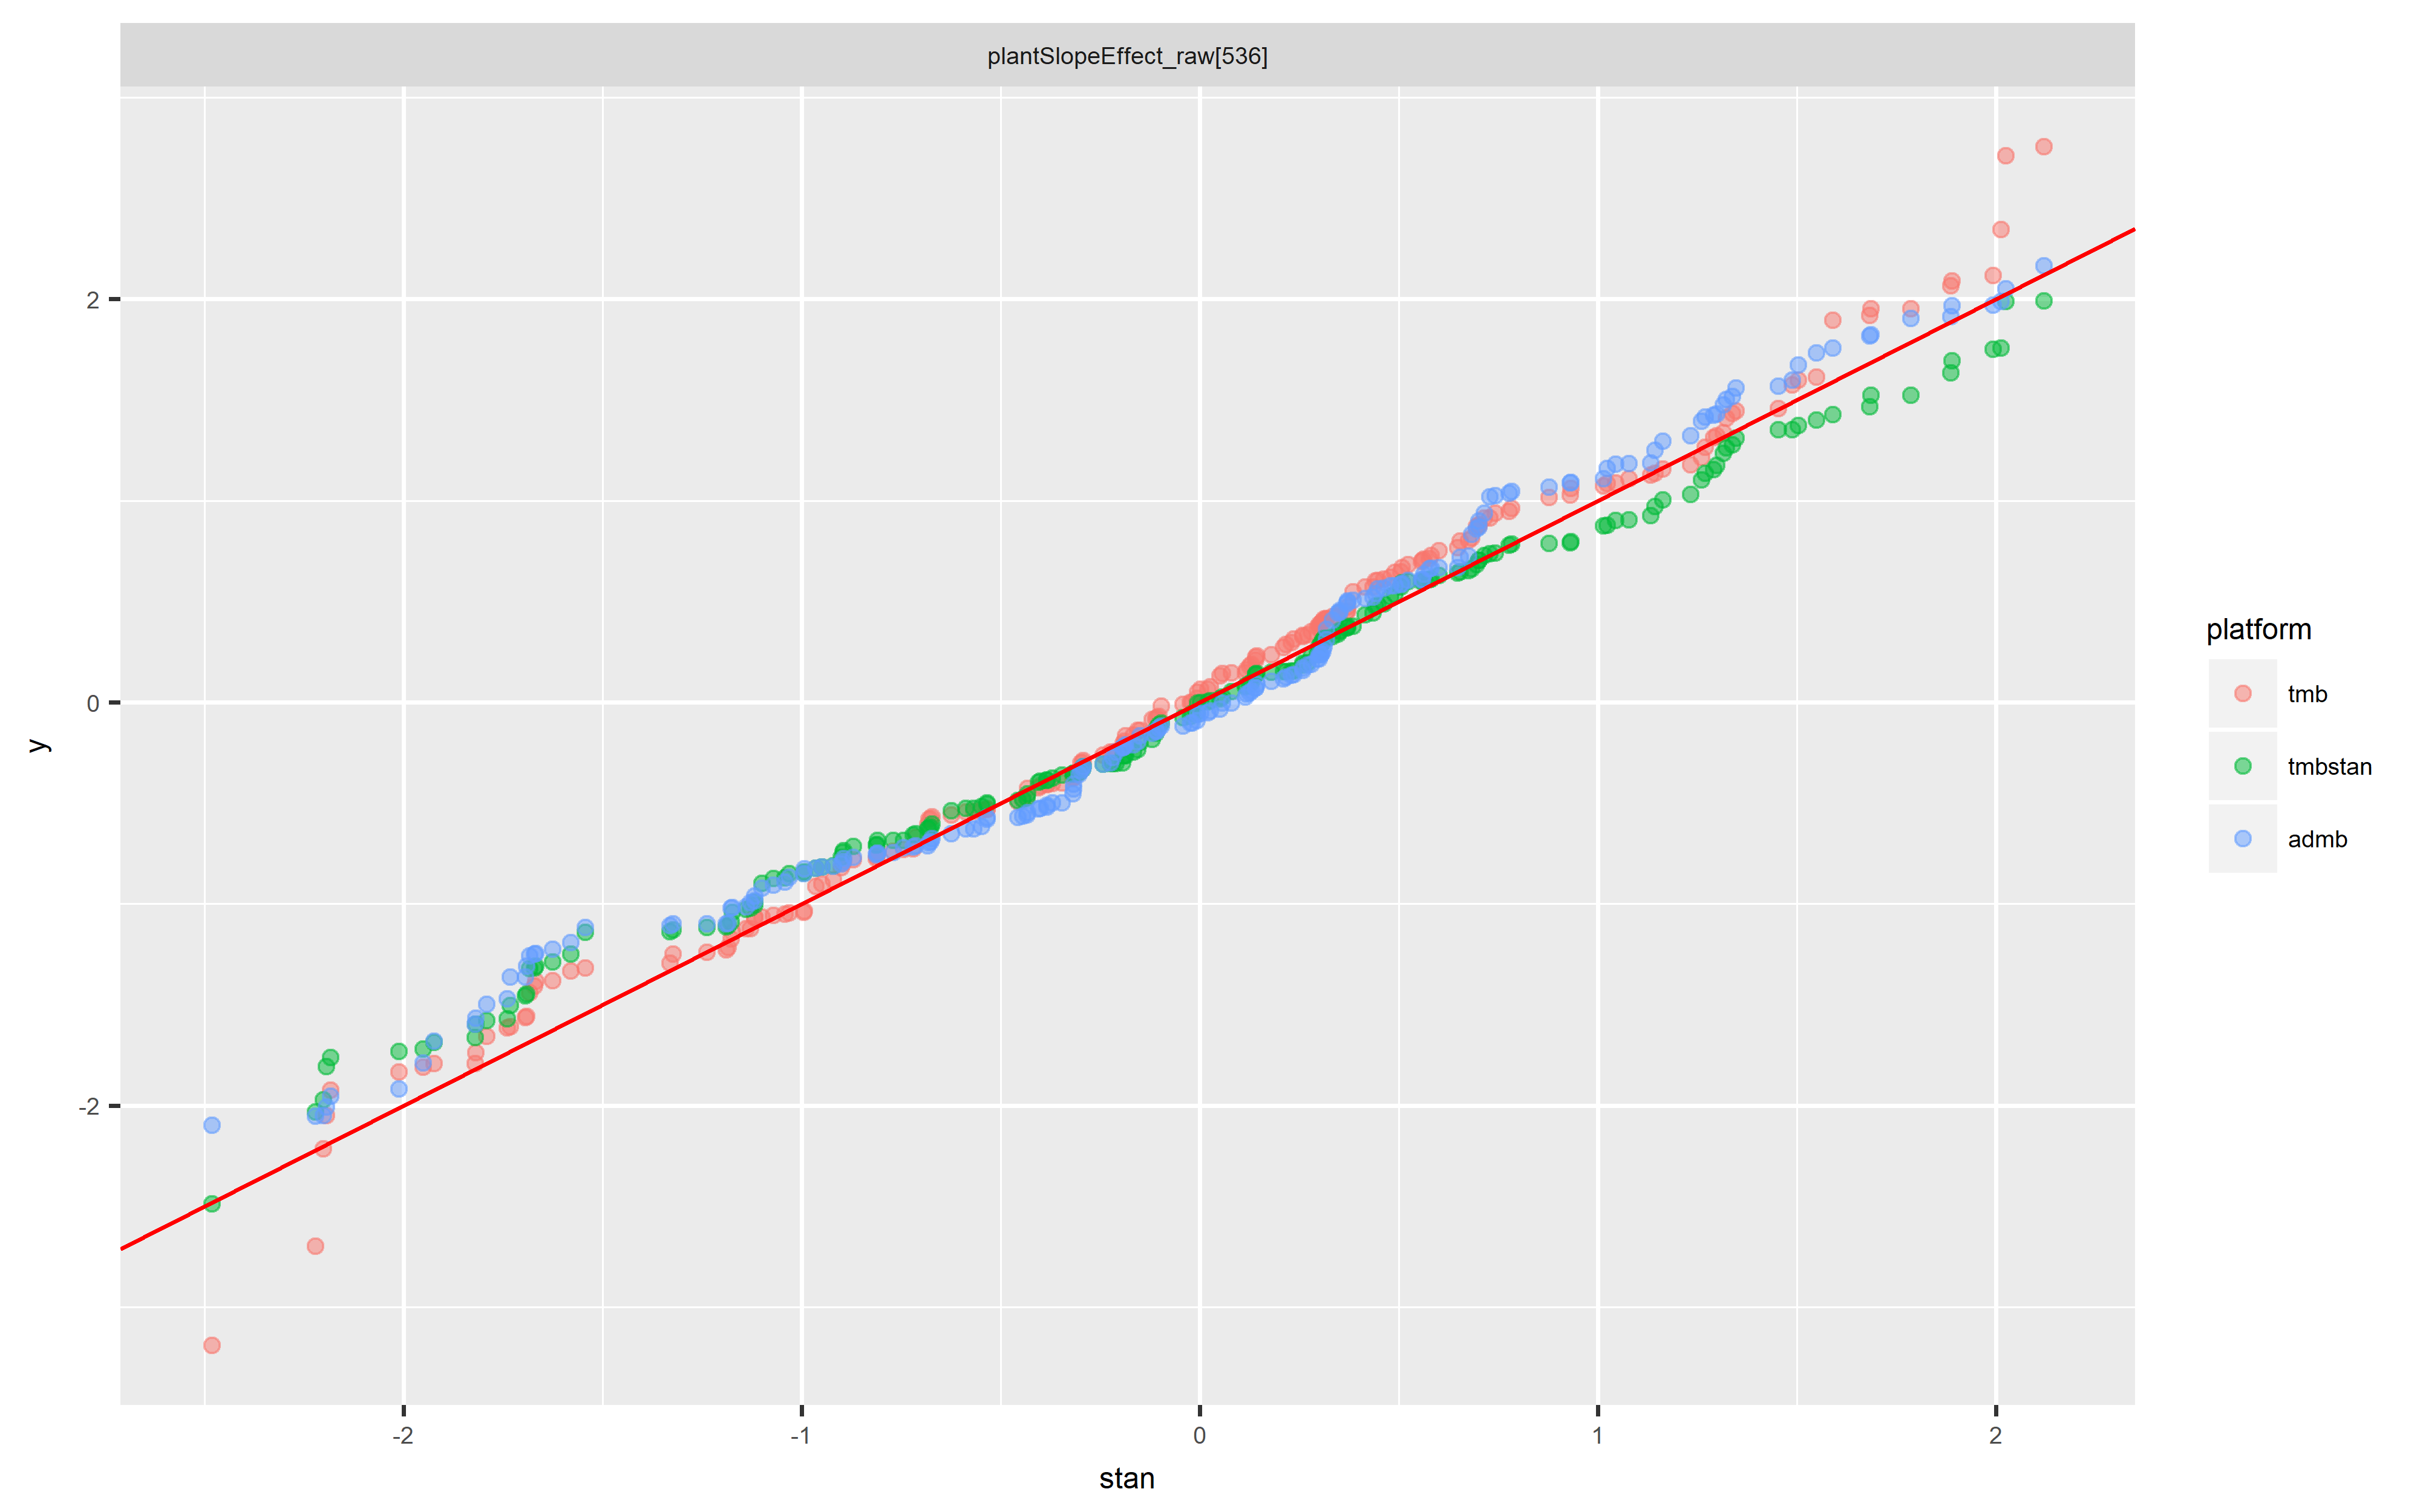 plantSlopeEffect_raw[536]
y
2
0
-2
-2
-1
0
1
2
stan
platform
tmb
tmbstan
admb